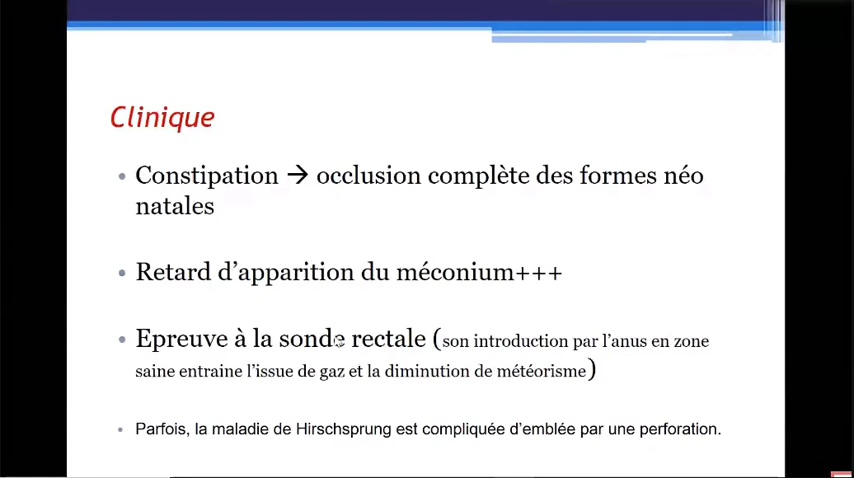 Clinique
• Constipation → occlusion complète des formes néo
natales
• Retard d’apparition du méconium+++
• Epreuve à la sonde rectale (son introduction par l’anus en zone
saine entraine l’issue de gaz et la diminution de météorisme)
• Parfois, la maladie de Hirschsprung est compliquée d’emblée par une perforation.